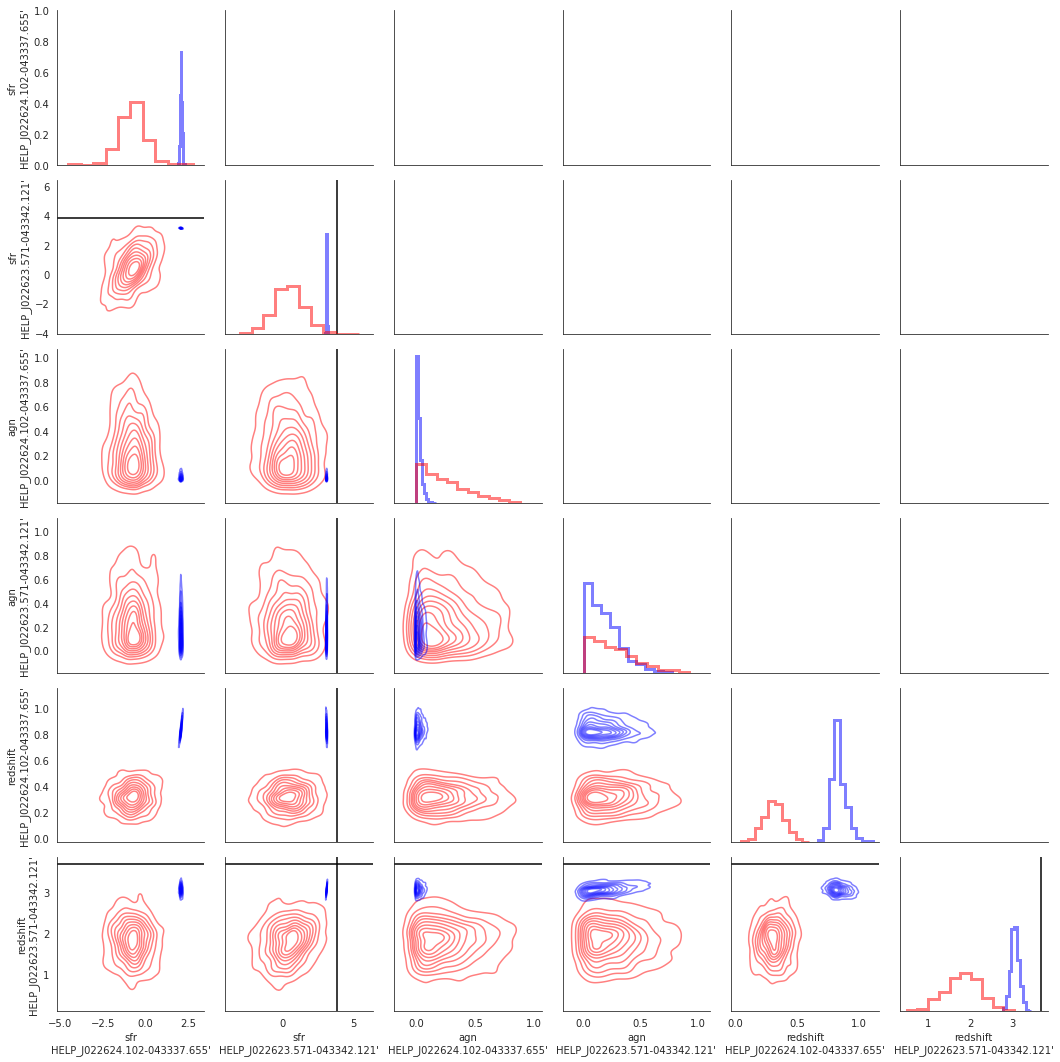 1.0
0.8
0.6
0.4
0.2
0.0
sfr
HELP_J022624.102-043337.655'
6
4
2
0
−2
−4
sfr
HELP_J022623.571-043342.121'
1.0
0.8
0.6
0.4
0.2
0.0
agn
HELP_J022624.102-043337.655'
1.0
0.8
0.6
0.4
0.2
0.0
agn
HELP_J022623.571-043342.121'
1.0
0.8
0.6
0.4
0.2
0.0
redshift
HELP_J022624.102-043337.655'
3
2
1
redshift
HELP_J022623.571-043342.121'
−5.0 −2.5 0.0 2.5
sfr
HELP_J022624.102-043337.655'
0 5
sfr
HELP_J022623.571-043342.121'
0.0 0.5 1.0
agn
HELP_J022624.102-043337.655'
0.0 0.5 1.0
agn
HELP_J022623.571-043342.121'
0.0 0.5 1.0
redshift
HELP_J022624.102-043337.655'
1 2 3
redshift
HELP_J022623.571-043342.121'